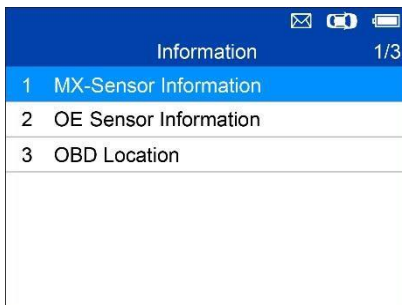 Information 1/3
1 MX-Sensor Information
2 OE Sensor Information
3 OBD Location